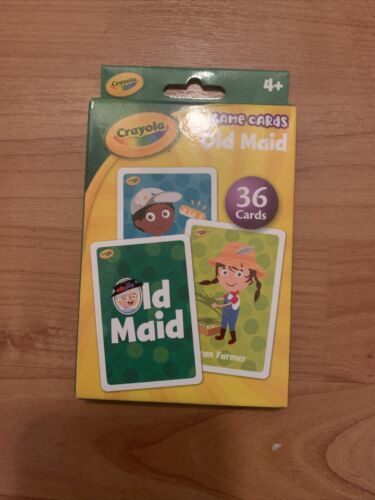 Crayola
4+
Crayola
GAME CARDS
Old Maid
36
Cards
Old
Maid
Farmer